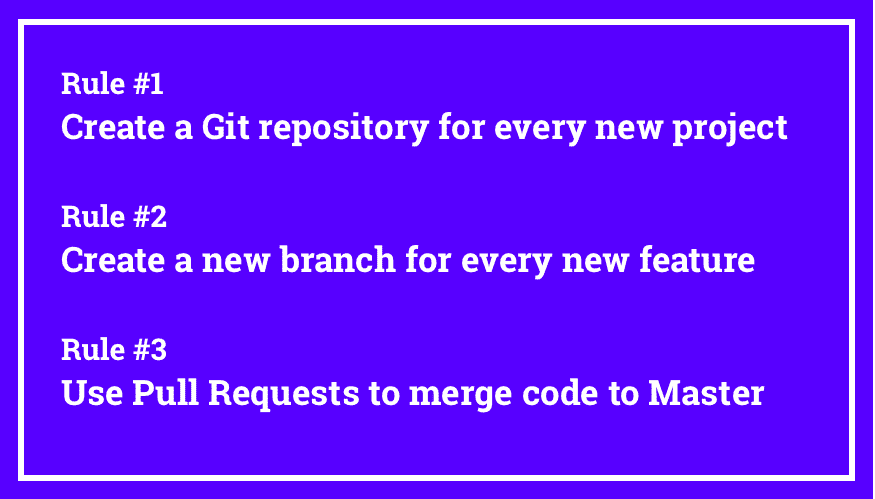 Rule #1
Create a Git repository for every new project
Rule #2
Create a new branch for every new feature
Rule #3
Use Pull Requests to merge code to Master